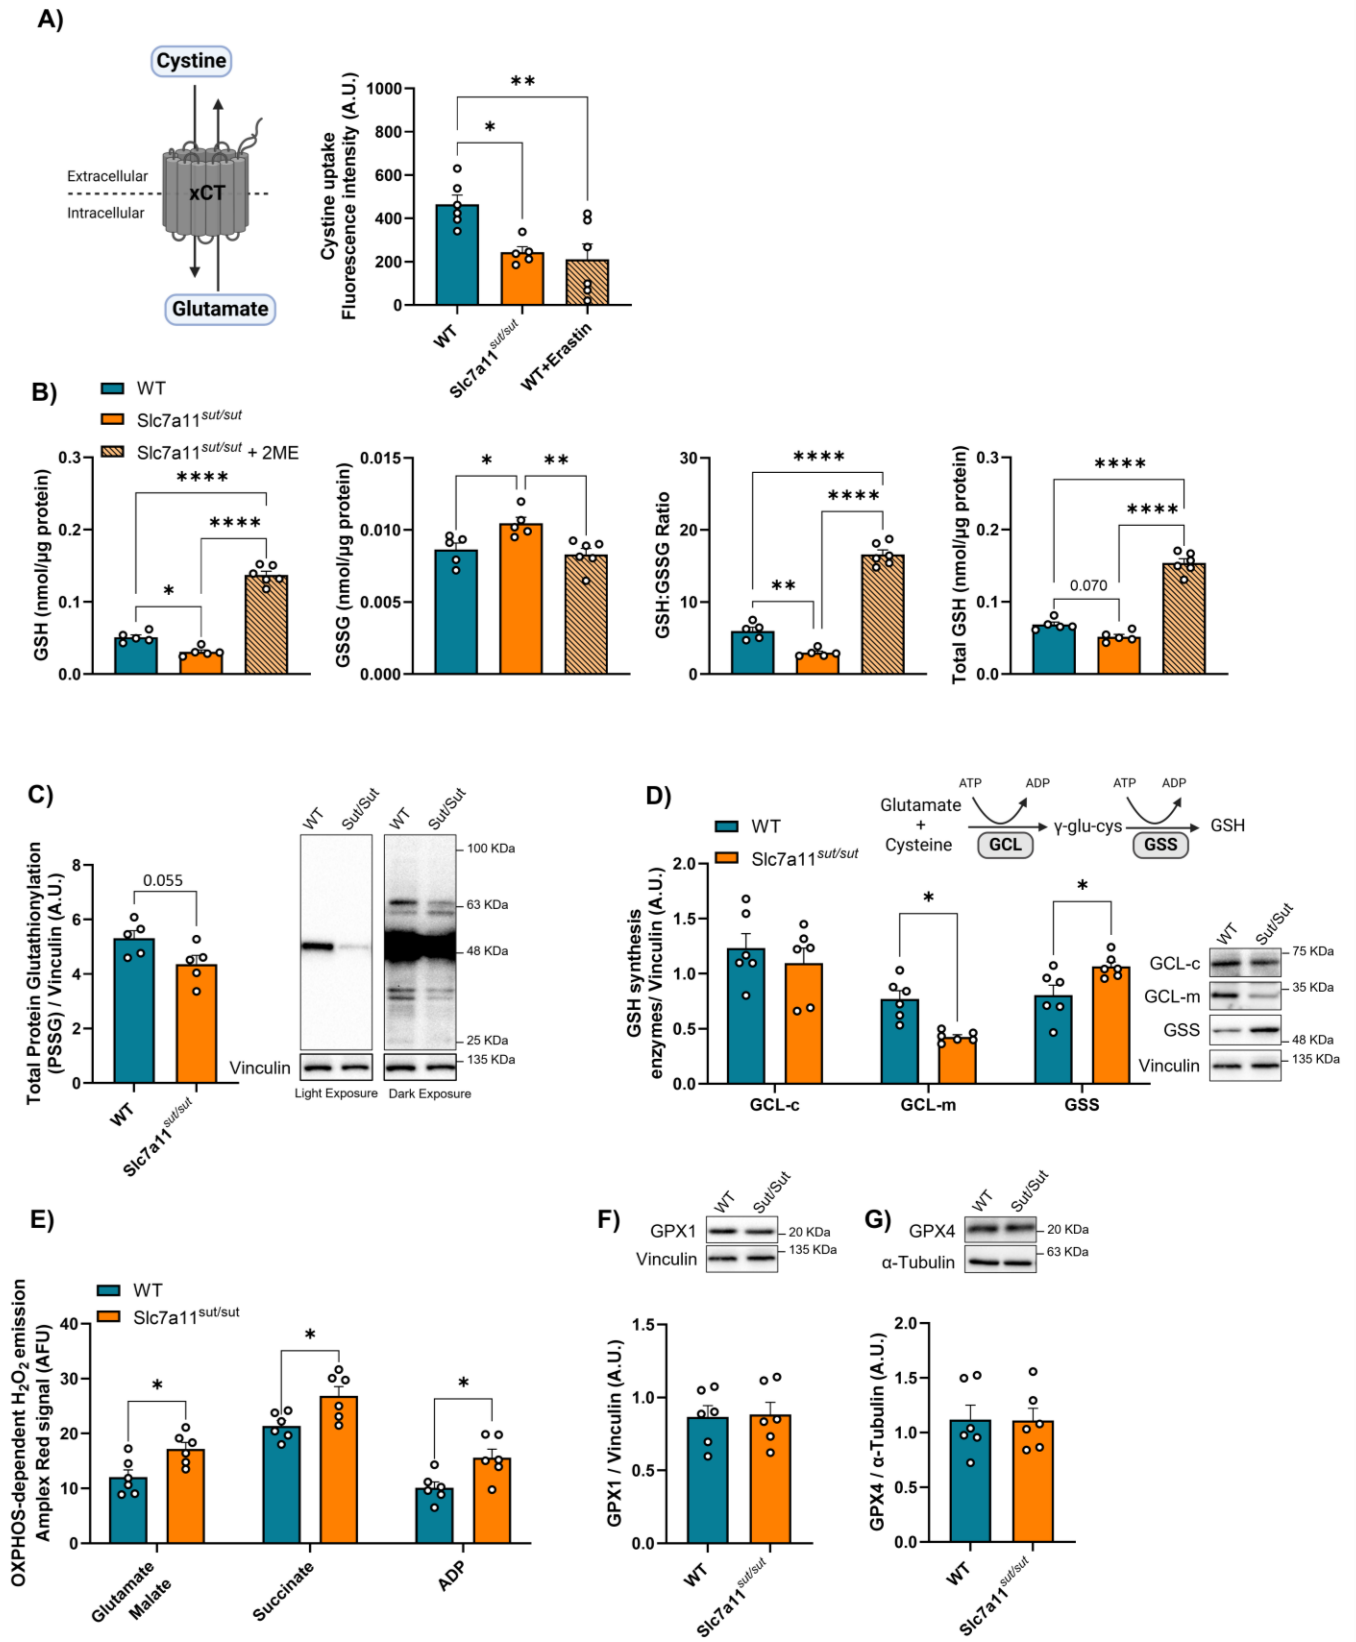 A)
Cystine
Extracellular
xCT
Intracellular
Glutamate
Cystine uptake
Fluorescence intensity (A.U.)
1000
800
600
400
200
0
**
*
WT
Slc7a11sut/sut
WT+Erastin
B)
WT
Slc7a11sut/sut
Slc7a11sut/sut + 2ME
GSH (nmol/µg protein)
0.3
0.2
0.1
0.0
****
****
*
GSSG (nmol/µg protein)
0.015
0.010
0.005
0.000
*
**
GSH:GSSG Ratio
30
20
10
0
****
****
**
Total GSH (nmol/µg protein)
0.3
0.2
0.1
0.0
****
****
0.070
C)
Total Protein Glutathionylation
(PSSG) / Vinculin (A.U.)
8
6
4
2
0
0.055
WT
Slc7a11sut/sut
WT
Sut/Sut
WT
Sut/Sut
100 KDa
63 KDa
48 KDa
25 KDa
135 KDa
Vinculin
Light Exposure
Dark Exposure
D)
WT
Slc7a11sut/sut
Glutamate
+
Cysteine
ATP
ADP
GCL
γ-glu-cys
ATP
ADP
GSS
GSH
GSH synthesis
enzymes/ Vinculin (A.U.)
2.0
1.5
1.0
0.5
0.0
*
*
GCL-c
GCL-m
GSS
WT
Sut/Sut
GCL-c
75 KDa
GCL-m
35 KDa
GSS
48 KDa
Vinculin
135 KDa
E)
WT
Slc7a11sut/sut
OXPHOS-dependent H2O2 emission
Amplex Red signal (AFU)
40
30
20
10
0
*
*
*
Glutamate
Malate
Succinate
ADP
F)
WT
Sut/Sut
GPX1
20 KDa
Vinculin
135 KDa
GPX1 / Vinculin (A.U.)
1.5
1.0
0.5
0.0
WT
Slc7a11sut/sut
G)
WT
Sut/Sut
GPX4
20 KDa
α-Tubulin
63 KDa
GPX4 / α-Tubulin (A.U.)
2.0
1.5
1.0
0.5
0.0
WT
Slc7a11sut/sut